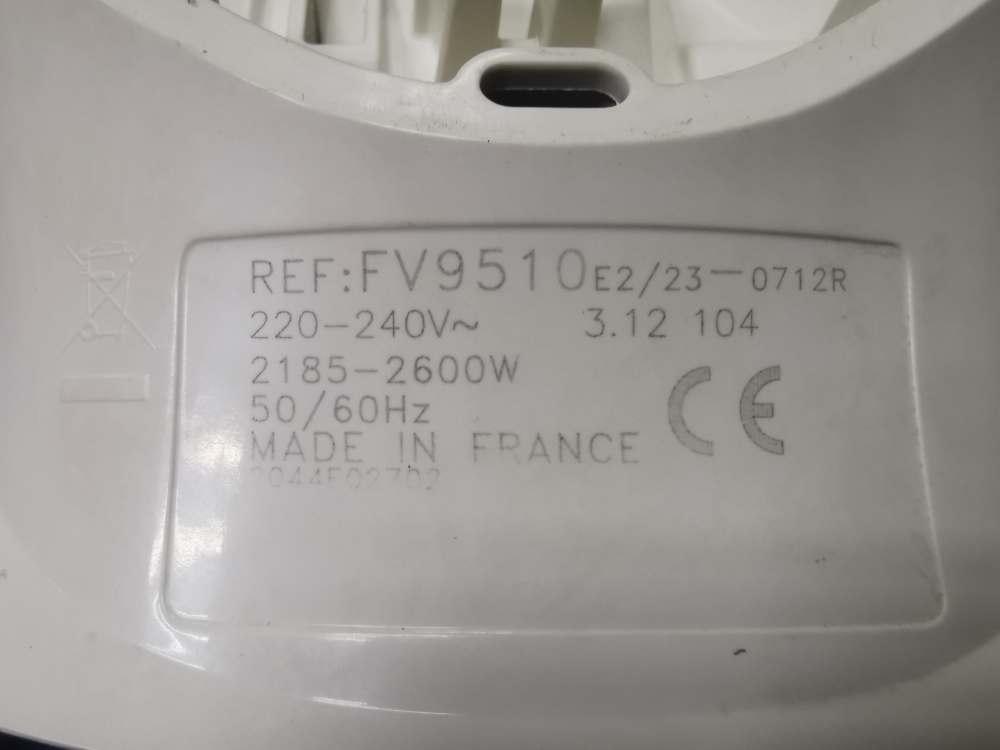 REF:FV9510E2/23-0712R
220-240V~ 3.12 104
2185-2600W
50/60Hz
MADE IN FRANCE
CE